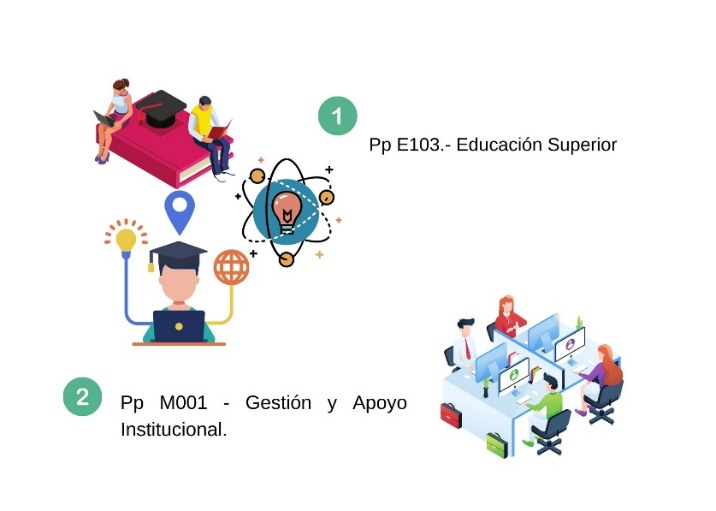 1
Pp E103.- Educación Superior
2
Pp M001 - Gestión y Apoyo
Institucional.